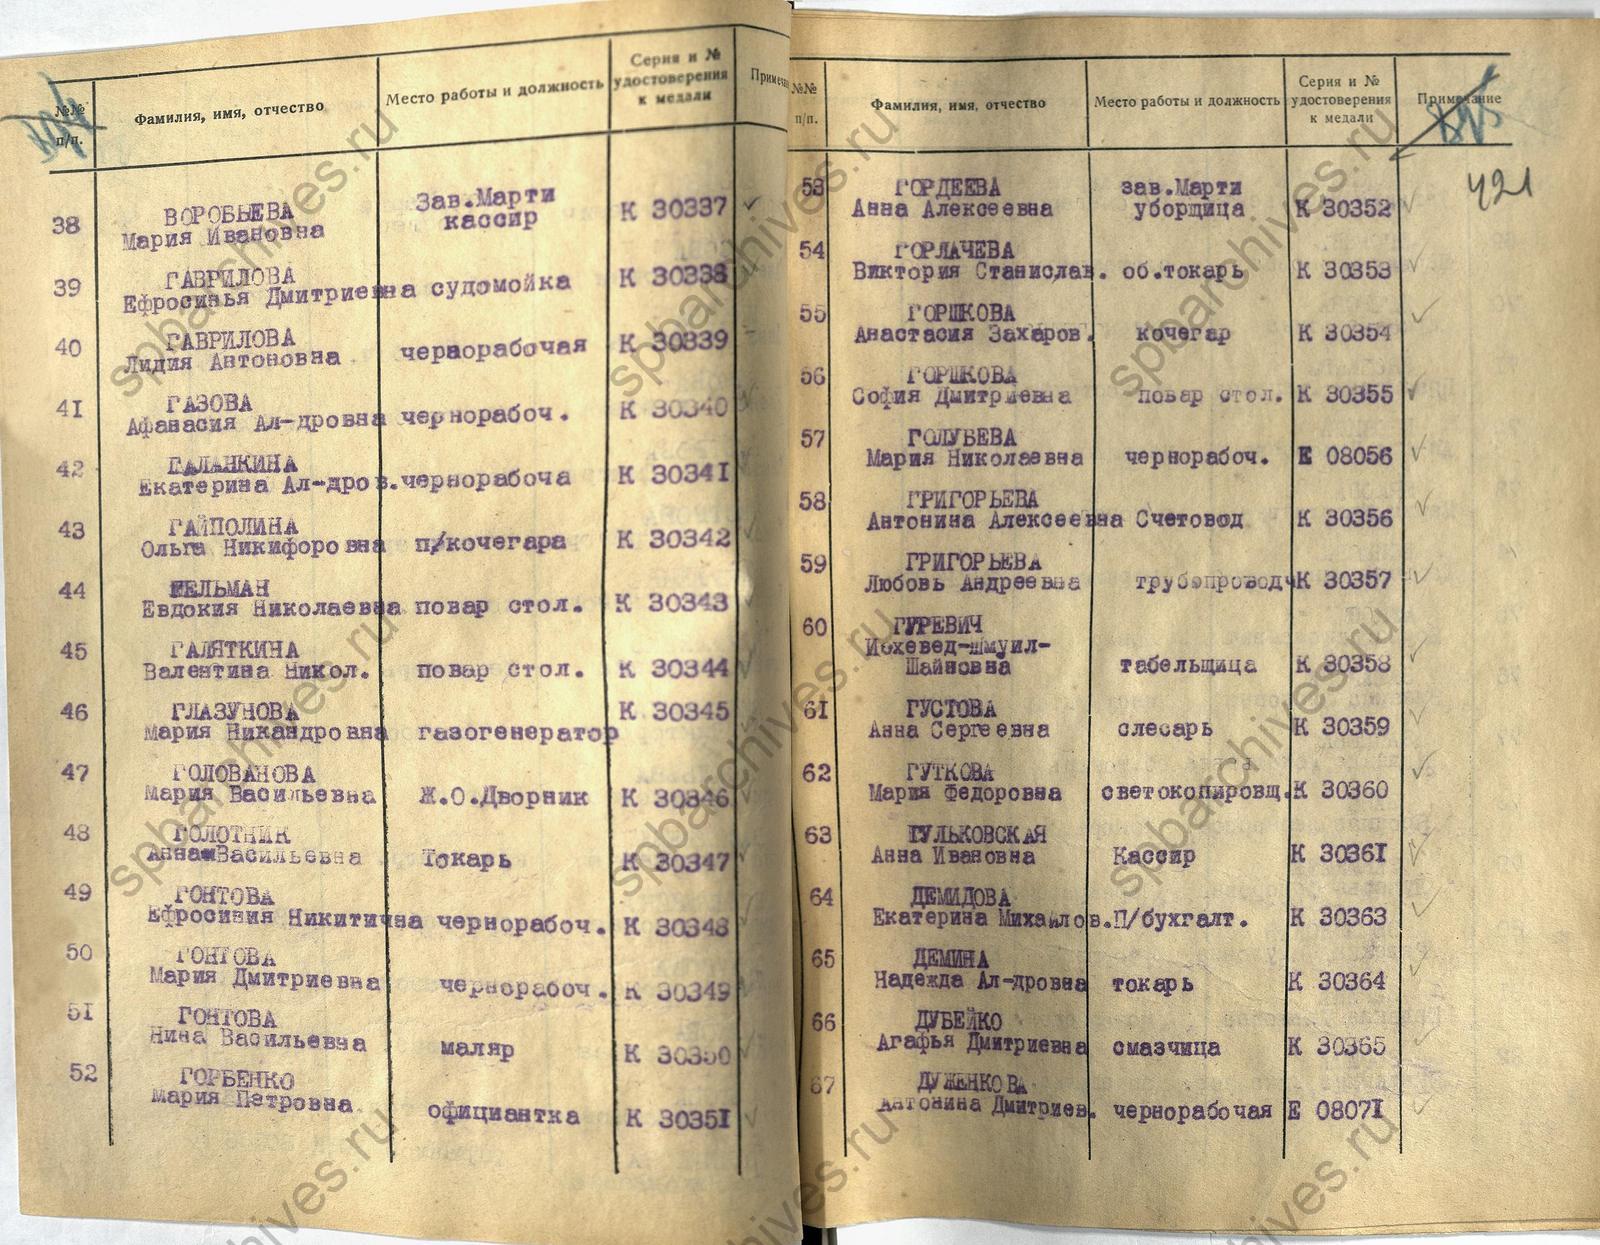 №№ п/п.
Фамилия, имя, отчество
Место работы и должность
Серия и № удостоверения к медали
38 ВОРОБЬЕВА Зав.Марти
Мария Ивановна кассир К 30337
39 ГАВРИЛОВА
Ефросинья Дмитриевна судомойка К 30338
40 ГАВРИЛОВА
Лидия Антоновна чернорабочая К 30339
41 ГАЗОВА
Афанасия Ал-дровна чернорабоч. К 30340
42 ГАЛАНКИНА
Екатерина Ал-дров. чернорабоча К 30341
43 ГАЙПОЛИНА
Ольга Никифоровна п/кочегара К 30342
44 ГЕЛЬМАН
Евдокия Николаевна повар стол. К 30343
45 ГАЛЯТКИНА
Валентина Никол. повар стол. К 30344
46 ГЛАЗУНОВА К 30345
Мария Никандровна газогенератор
47 ГОЛОВАНОВА
Мария Васильевна Ж.О.Дворник К 30346
48 ГОЛОТНИК
Анна Васильевна Токарь К 30347
49 ГОНТОВА
Ефросиния Никитична чернорабоч. К 30348
50 ГОНТОВА
Мария Дмитриевна чернорабоч. К 30349
51 ГОНТОВА
Нина Васильевна маляр К 30350
52 ГОРБЕНКО
Мария Петровна официантка К 30351
№№ п/п.
Фамилия, имя, отчество
Место работы и должность
Серия и № удостоверения к медали
Примечание
421
53 ГОРДЕЕВА зав.Марти
Анна Алексеевна уборщица К 30352
54 ГОРЛАЧЕВА
Виктория Станислав. об.токарь К 30353
55 ГОРШКОВА
Анастасия Захаров. кочегар К 30354
56 ГОРШКОВА
София Дмитриевна повар стол. К 30355
57 ГОЛУБЕВА
Мария Николаевна чернорабоч. Е 08056
58 ГРИГОРЬЕВА
Антонина Алексеевна Счетовод К 30356
59 ГРИГОРЬЕВА
Любовь Андреевна трубопроводч К 30357
60 ГУРЕВИЧ
Иохевед-Шмуил-
Шайновна табельщица К 30358
61 ГУСТОВА
Анна Сергеевна слесарь К 30359
62 ГУТКОВА
Мария Федоровна светокопировщ. К 30360
63 ГУЛЬКОВСКАЯ
Анна Ивановна Кассир К 30361
64 ДЕМИДОВА
Екатерина Михайлов. П/бухгалт. К 30363
65 ДЕМИНА
Надежда Ал-дровна токарь К 30364
66 ДУБЕЙКО
Агафья Дмитриевна смазчица К 30365
67 ДУЖЕНКОВА
Антонина Дмитриев. чернорабочая Е 08071
spbarchives.ru